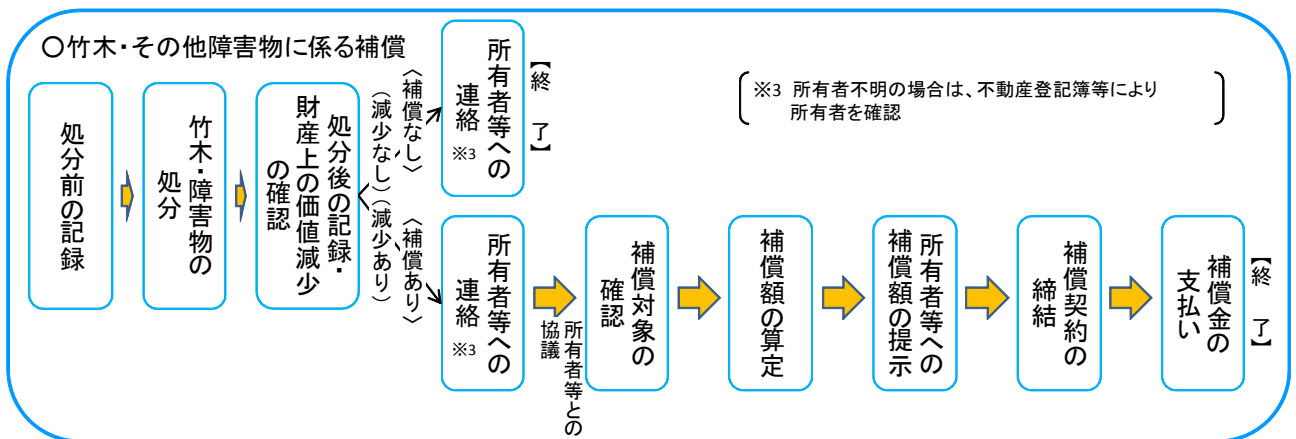 〇竹木・その他障害物に係る補償
処分前の記録
竹木・障害物の
処分
処分後の記録・
財産上の価値減少
の確認
〈補償なし〉
（減少なし）
所有者等への
連絡 ※3
【終 了】
※3 所有者不明の場合は、不動産登記簿等により
所有者を確認
〈補償あり〉
（減少あり）
所有者等への
連絡 ※3
所有者等との
協議
補償対象の
確認
補償額の算定
所有者等への
補償額の提示
補償契約の
締結
補償金の
支払い
【終 了】